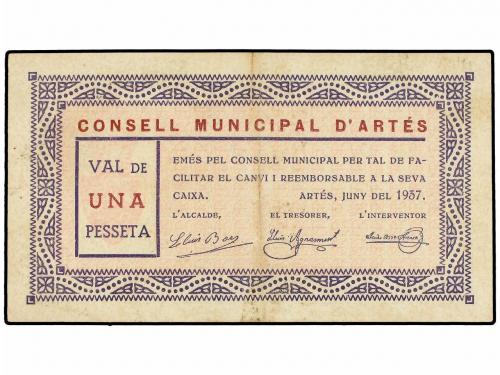 CONSELL MUNICIPAL D'ARTÉS
VAL DE
UNA
PESSETA
EMÉS PEL CONSELL MUNICIPAL PER TAL DE FA-
CILITAR EL CANVI I REEMBORSABLE A LA SEVA
CAIXA. ARTÉS, JUNY DEL 1937.
L'ALCALDE, EL TRESORER, L'INTERVENTOR
Lluis